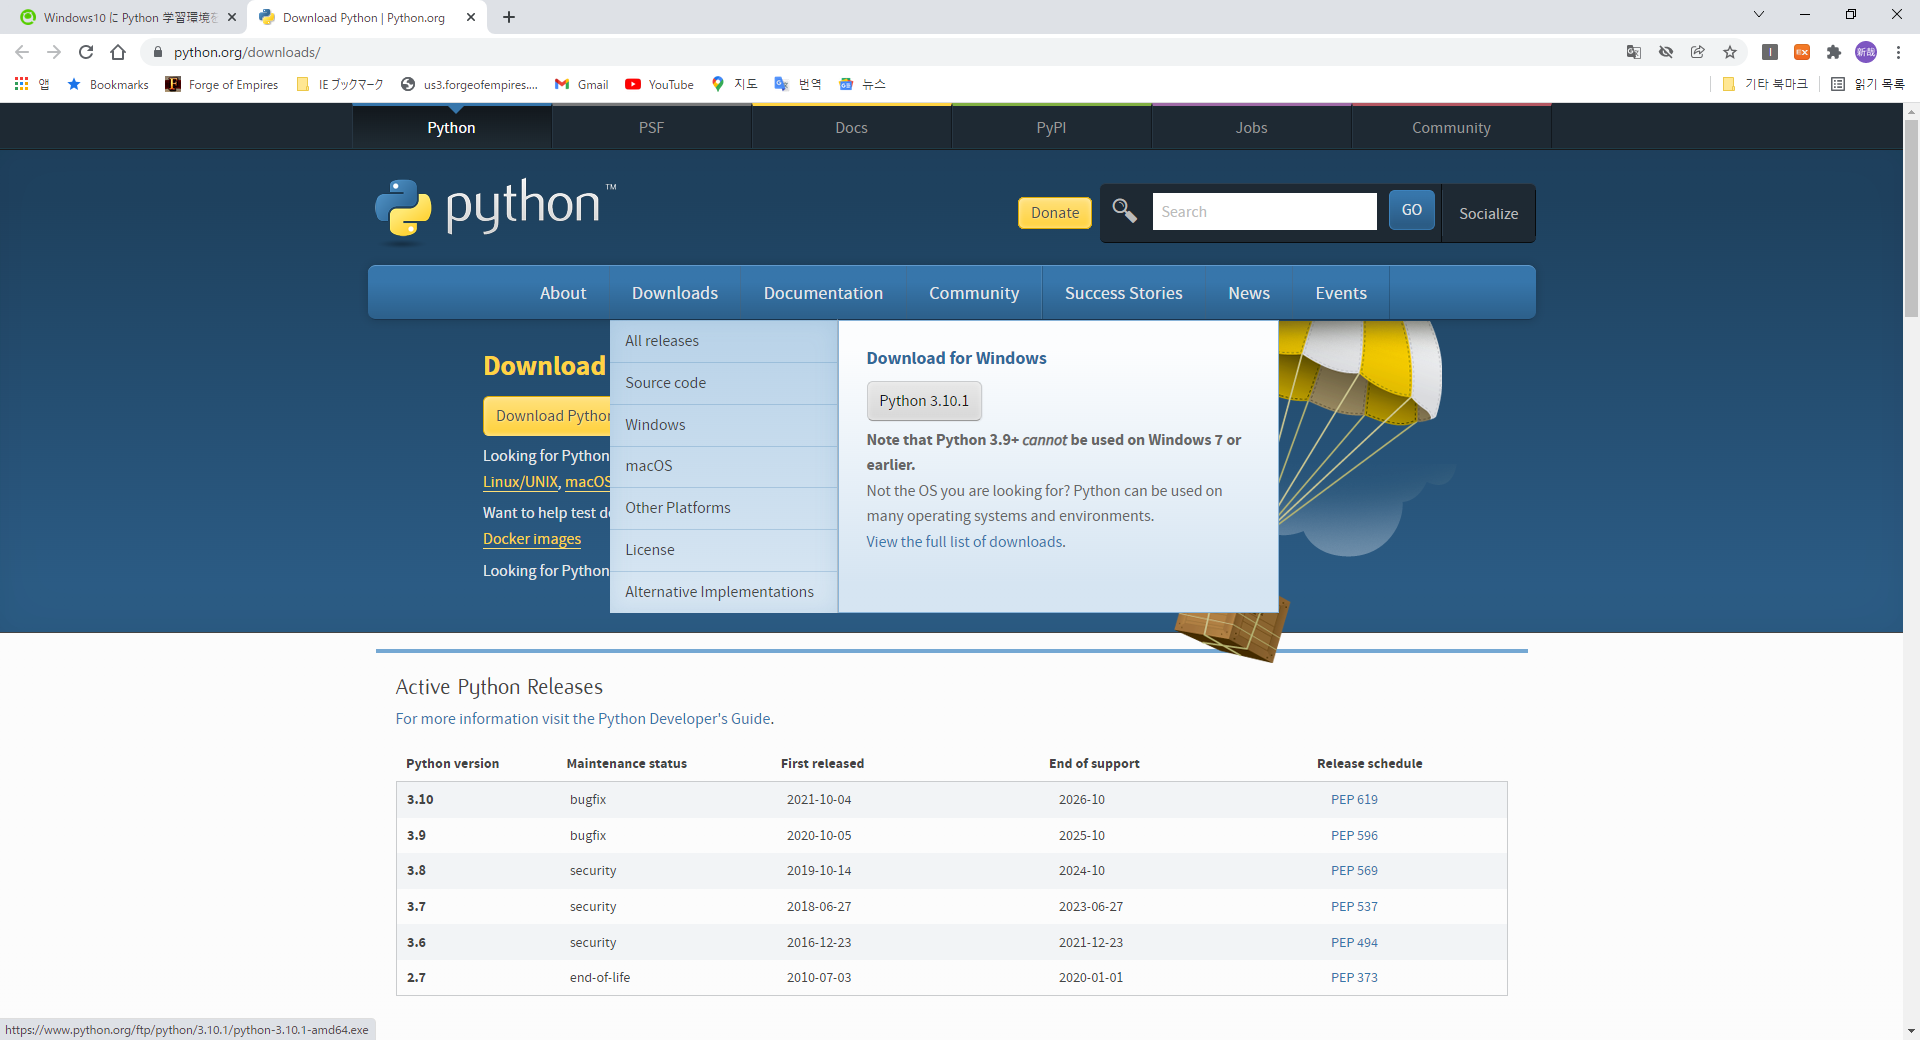 Windows10 に Python 学習環境を
Download Python | Python.org
python.org/downloads/
新哉
앱
Bookmarks
Forge of Empires
IE ブックマーク
us3.forgeofempires....
Gmail
YouTube
지도
번역
뉴스
기타 북마크
읽기 목록
Python
PSF
Docs
PyPI
Jobs
Community
python™
Donate
Search
GO
Socialize
About
Downloads
Documentation
Community
Success Stories
News
Events
Download
Download Python
Looking for Python
Linux/UNIX, macOS
Want to help test de
Docker images
Looking for Python
All releases
Source code
Windows
macOS
Other Platforms
License
Alternative Implementations
Download for Windows
Python 3.10.1
Note that Python 3.9+ cannot be used on Windows 7 or
earlier.
Not the OS you are looking for? Python can be used on
many operating systems and environments.
View the full list of downloads.
Active Python Releases
For more information visit the Python Developer's Guide.
Python version Maintenance status First released End of support Release schedule
3.10 bugfix 2021-10-04 2026-10 PEP 619
3.9 bugfix 2020-10-05 2025-10 PEP 596
3.8 security 2019-10-14 2024-10 PEP 569
3.7 security 2018-06-27 2023-06-27 PEP 537
3.6 security 2016-12-23 2021-12-23 PEP 494
2.7 end-of-life 2010-07-03 2020-01-01 PEP 373
https://www.python.org/ftp/python/3.10.1/python-3.10.1-amd64.exe